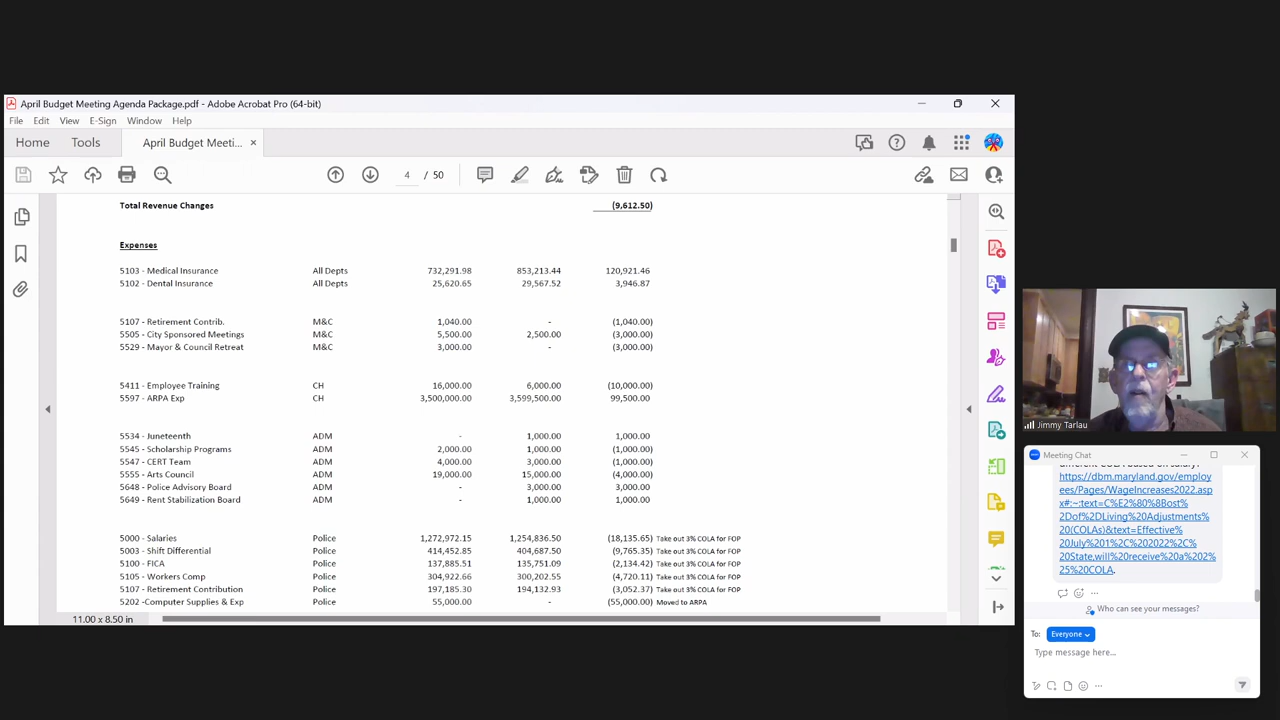 April Budget Meeting Agenda Package.pdf - Adobe Acrobat Pro (64-bit)
File Edit View E-Sign Window Help
Home Tools April Budget Meeti... ×
4 / 50
Total Revenue Changes (9,612.50)
Expenses
5103 - Medical Insurance All Depts 732,291.98 853,213.44 120,921.46
5102 - Dental Insurance All Depts 25,620.65 29,567.52 3,946.87
5107 - Retirement Contrib. M&C 1,040.00 - (1,040.00)
5505 - City Sponsored Meetings M&C 5,500.00 2,500.00 (3,000.00)
5529 - Mayor & Council Retreat M&C 3,000.00 - (3,000.00)
5411 - Employee Training CH 16,000.00 6,000.00 (10,000.00)
5597 - ARPA Exp CH 3,500,000.00 3,599,500.00 99,500.00
5534 - Juneteenth ADM - 1,000.00 1,000.00
5545 - Scholarship Programs ADM 2,000.00 1,000.00 (1,000.00)
5547 - CERT Team ADM 4,000.00 3,000.00 (1,000.00)
5555 - Arts Council ADM 19,000.00 15,000.00 (4,000.00)
5648 - Police Advisory Board ADM - 3,000.00 3,000.00
5649 - Rent Stabilization Board ADM - 1,000.00 1,000.00
5000 - Salaries Police 1,272,972.15 1,254,836.50 (18,135.65) Take out 3% COLA for FOP
5003 - Shift Differential Police 414,452.85 404,687.50 (9,765.35) Take out 3% COLA for FOP
5100 - FICA Police 137,885.51 135,751.09 (2,134.42) Take out 3% COLA for FOP
5105 - Workers Comp Police 304,922.66 300,202.55 (4,720.11) Take out 3% COLA for FOP
5107 - Retirement Contribution Police 197,185.30 194,132.93 (3,052.37) Take out 3% COLA for FOP
5202 -Computer Supplies & Exp Police 55,000.00 - (55,000.00) Moved to ARPA
11.00 x 8.50 in
Jimmy Tarlau
Meeting Chat
different COLA based on salary?
https://dbm.maryland.gov/employ
ees/Pages/WageIncreases2022.asp
x#:~:text=C%E2%80%8Bost%
2Dof%2DLiving%20Adjustments%
20(COLAs)&text=Effective%
20July%201%2C%202022%2C%
20State,will%20receive%20a%202%
25%20COLA.
Who can see your messages?
To: Everyone
Type message here...